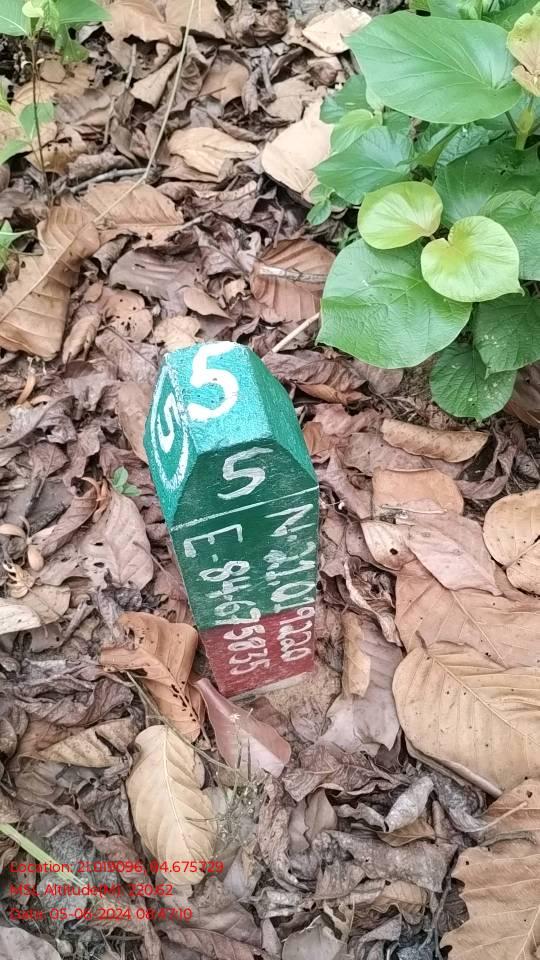 5
5
5
N-21.019220
E-84.675835
Location: 21.019096, 84.675729
MSL Altitude(M): 220.62
Date: 05-06-2024 06:47:10